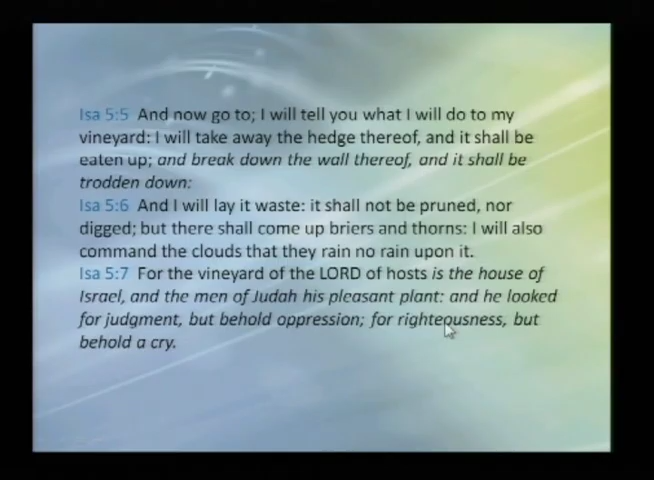 Isa 5:5 And now go to; I will tell you what I will do to my
vineyard: I will take away the hedge thereof, and it shall be
eaten up; and break down the wall thereof, and it shall be
trodden down:
Isa 5:6 And I will lay it waste: it shall not be pruned, nor
digged; but there shall come up briers and thorns: I will also
command the clouds that they rain no rain upon it.
Isa 5:7 For the vineyard of the LORD of hosts is the house of
Israel, and the men of Judah his pleasant plant: and he looked
for judgment, but behold oppression; for righteousness, but
behold a cry.